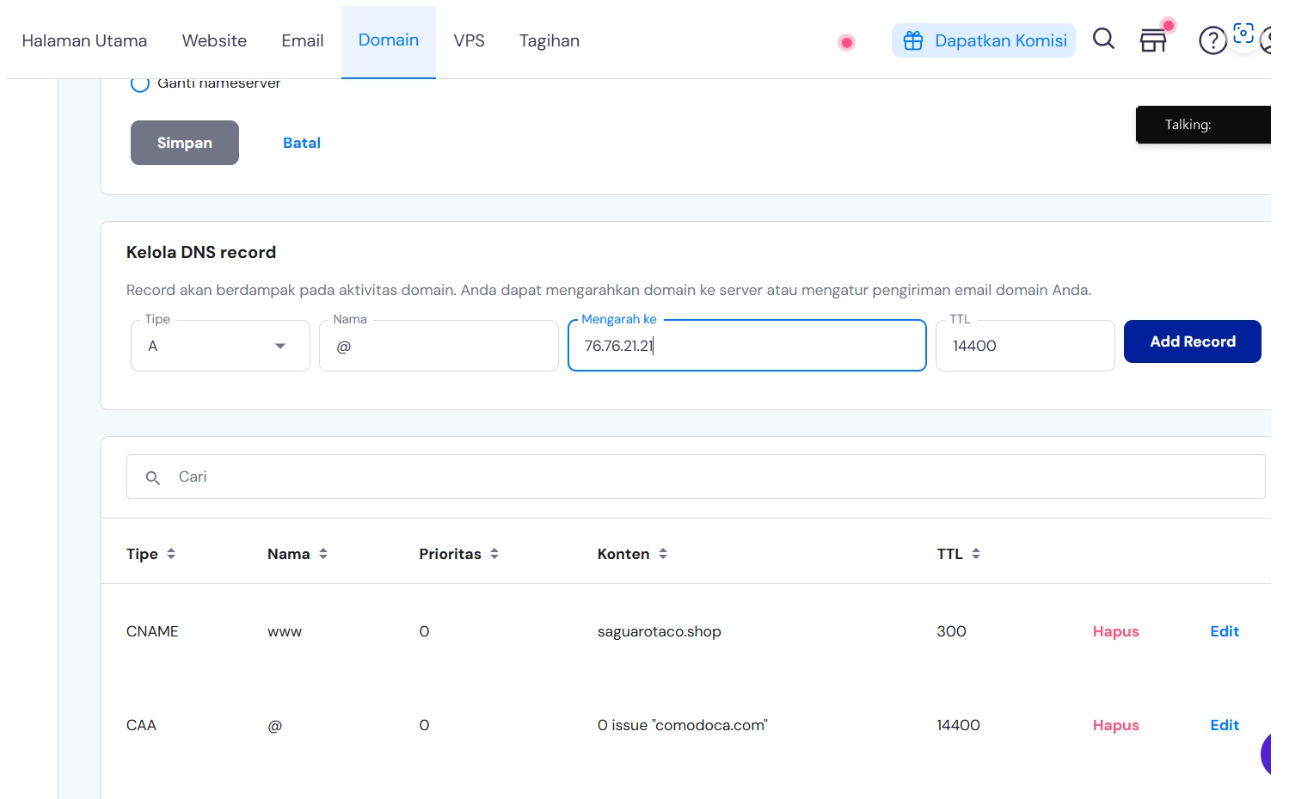 Halaman Utama Website Email Domain VPS Tagihan Dapatkan Komisi
Ganti nameserver
Simpan Batal
Talking:
Kelola DNS record
Record akan berdampak pada aktivitas domain. Anda dapat mengarahkan domain ke server atau mengatur pengiriman email domain Anda.
Tipe Nama Mengarah ke TTL
A @ 76.76.21.21 14400 Add Record
Cari
Tipe Nama Prioritas Konten TTL
CNAME www 0 saguarotaco.shop 300 Hapus Edit
CAA @ 0 0 issue "comodoca.com" 14400 Hapus Edit